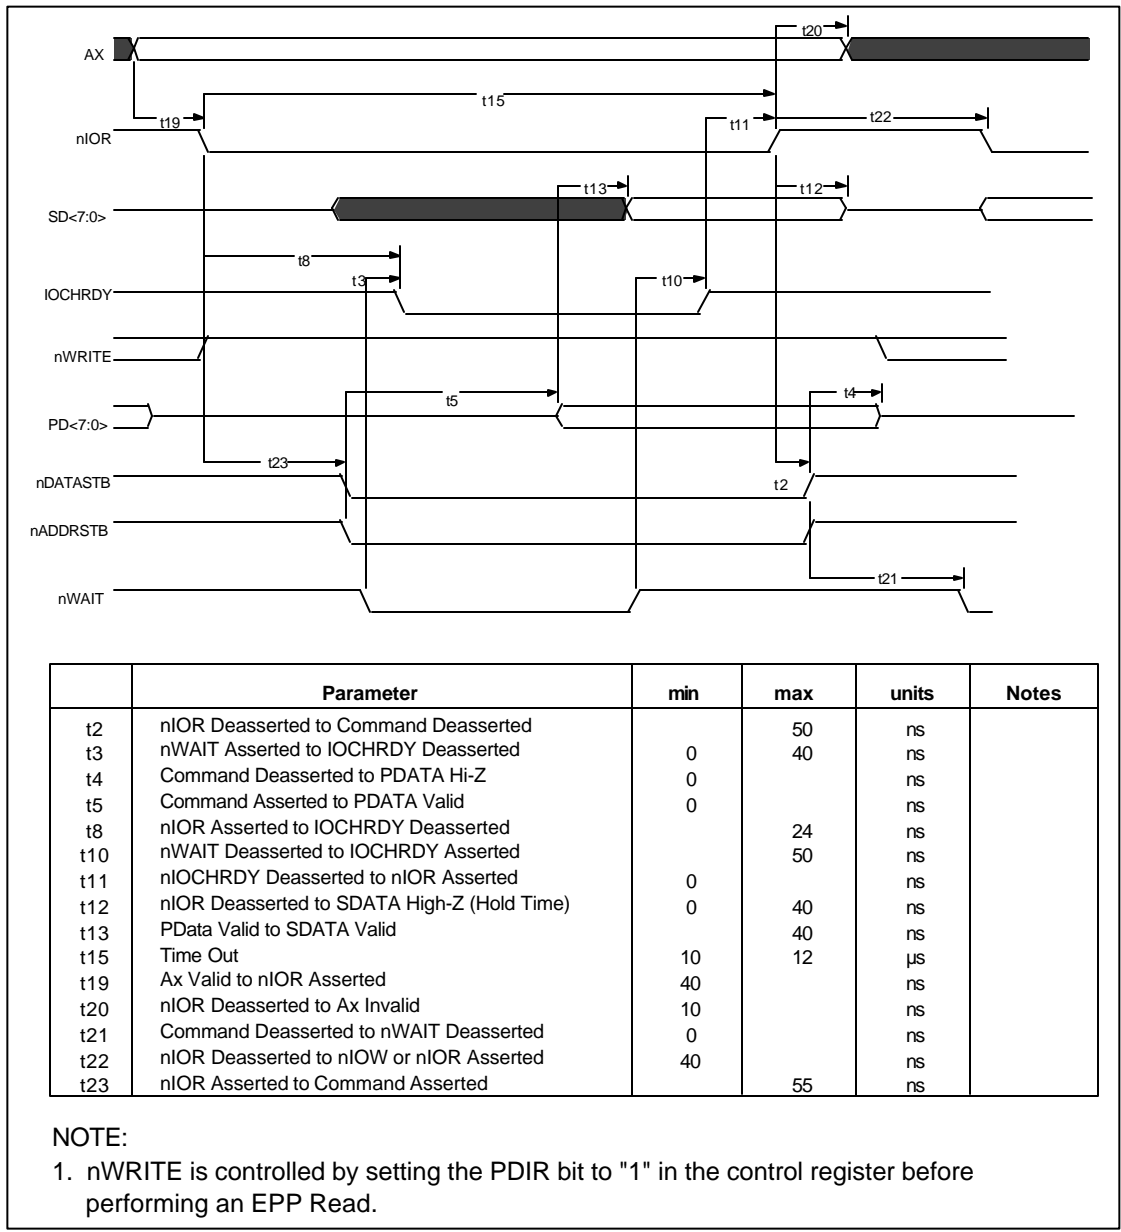 t20
AX
t15
t19
t11
t22
nIOR
t13
t12
SD<7:0>
t8
t3
t10
IOCHRDY
nWRITE
t5
t4
PD<7:0>
t23
nDATASTB
t2
nADDRSTB
t21
nWAIT
Parameter min max units Notes
t2 nIOR Deasserted to Command Deasserted 50 ns
t3 nWAIT Asserted to IOCHRDY Deasserted 0 40 ns
t4 Command Deasserted to PDATA Hi-Z 0 ns
t5 Command Asserted to PDATA Valid 0 ns
t8 nIOR Asserted to IOCHRDY Deasserted 24 ns
t10 nWAIT Deasserted to IOCHRDY Asserted 50 ns
t11 nIOCHRDY Deasserted to nIOR Asserted 0 ns
t12 nIOR Deasserted to SDATA High-Z (Hold Time) 0 40 ns
t13 PData Valid to SDATA Valid 40 ns
t15 Time Out 10 12 µs
t19 Ax Valid to nIOR Asserted 40 ns
t20 nIOR Deasserted to Ax Invalid 10 ns
t21 Command Deasserted to nWAIT Deasserted 0 ns
t22 nIOR Deasserted to nIOW or nIOR Asserted 40 ns
t23 nIOR Asserted to Command Asserted 55 ns
NOTE:
1. nWRITE is controlled by setting the PDIR bit to "1" in the control register before
performing an EPP Read.